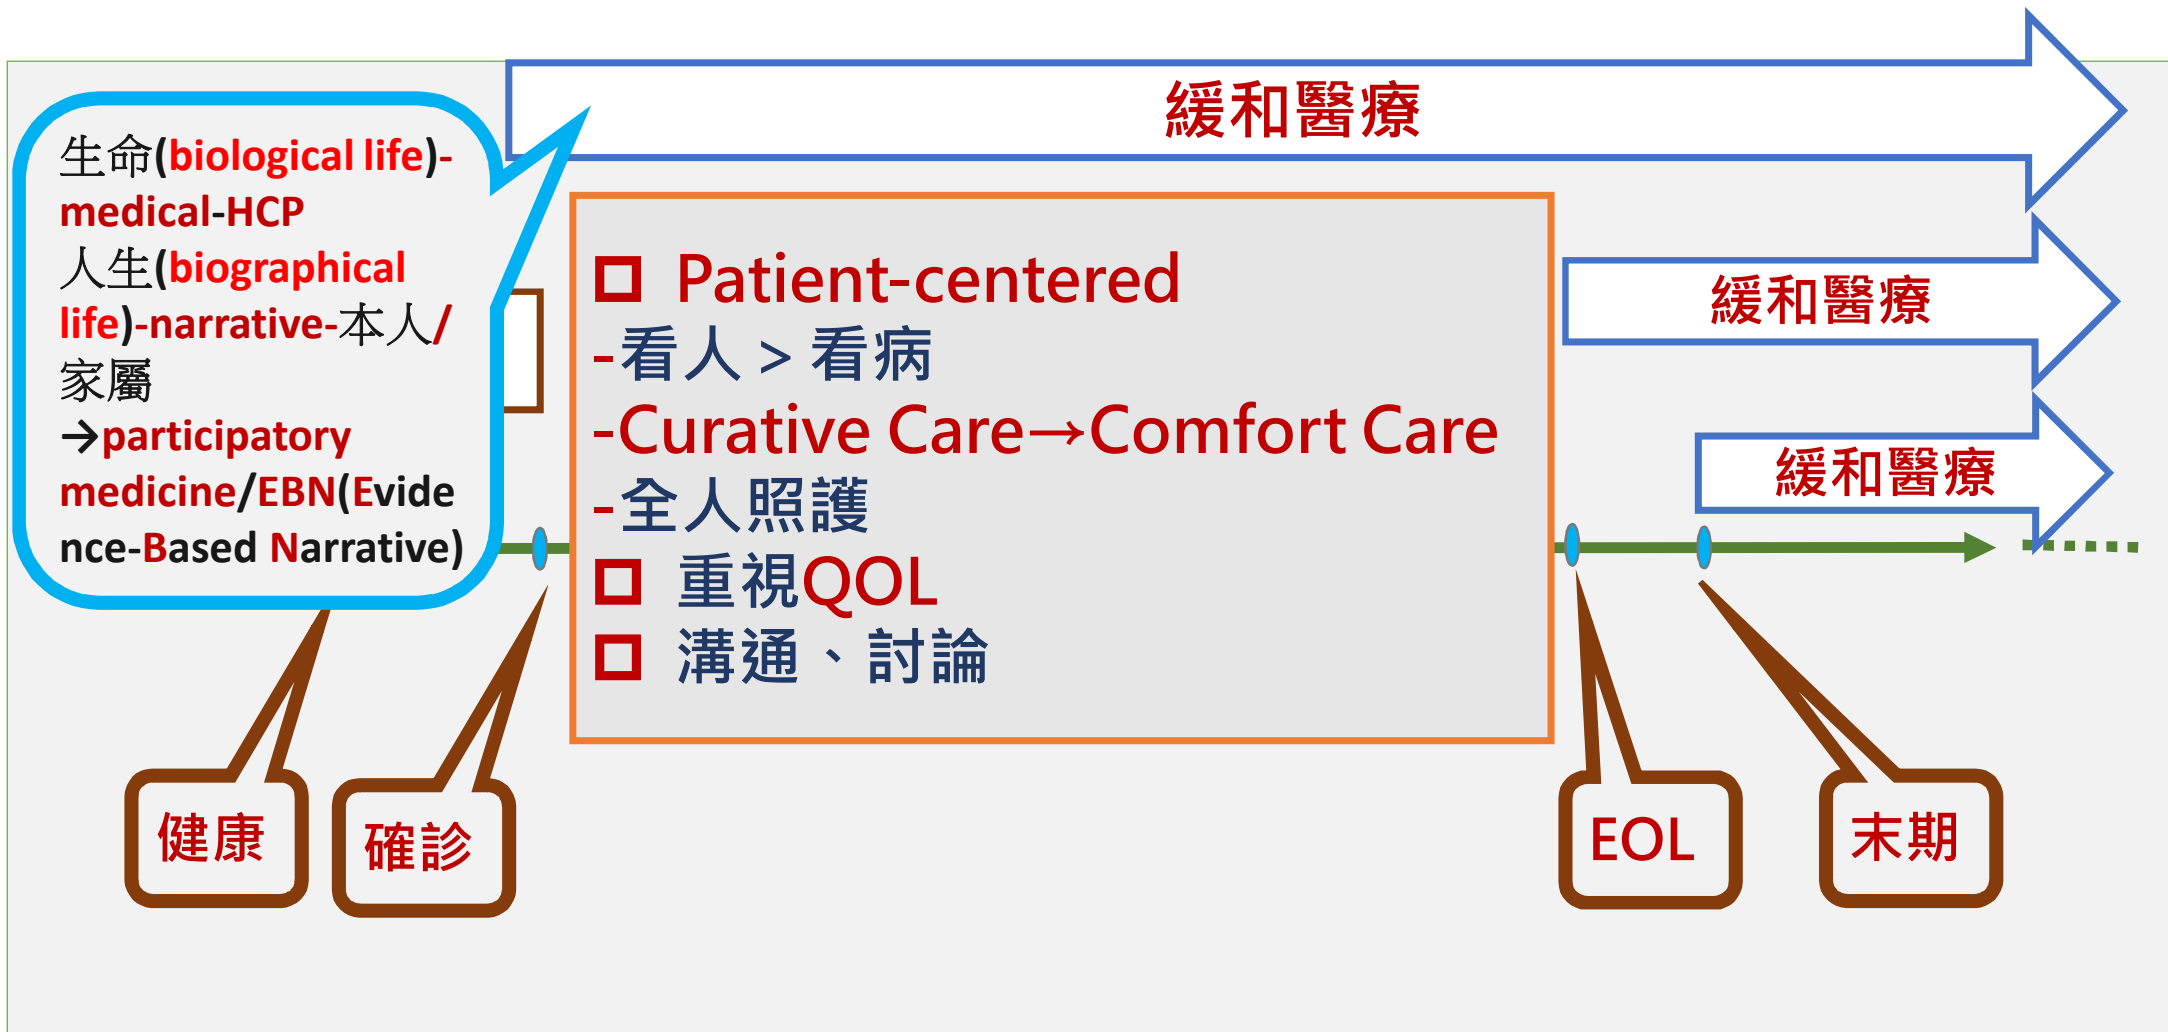 緩和醫療
生命(biological life)-
medical-HCP
人生(biographical
life)-narrative-本人/
家屬
→participatory
medicine/EBN(Evide
nce-Based Narrative)
□ Patient-centered
-看人 > 看病
-Curative Care→Comfort Care
-全人照護
□ 重視QOL
□ 溝通、討論
緩和醫療
緩和醫療
健康
確診
EOL
末期